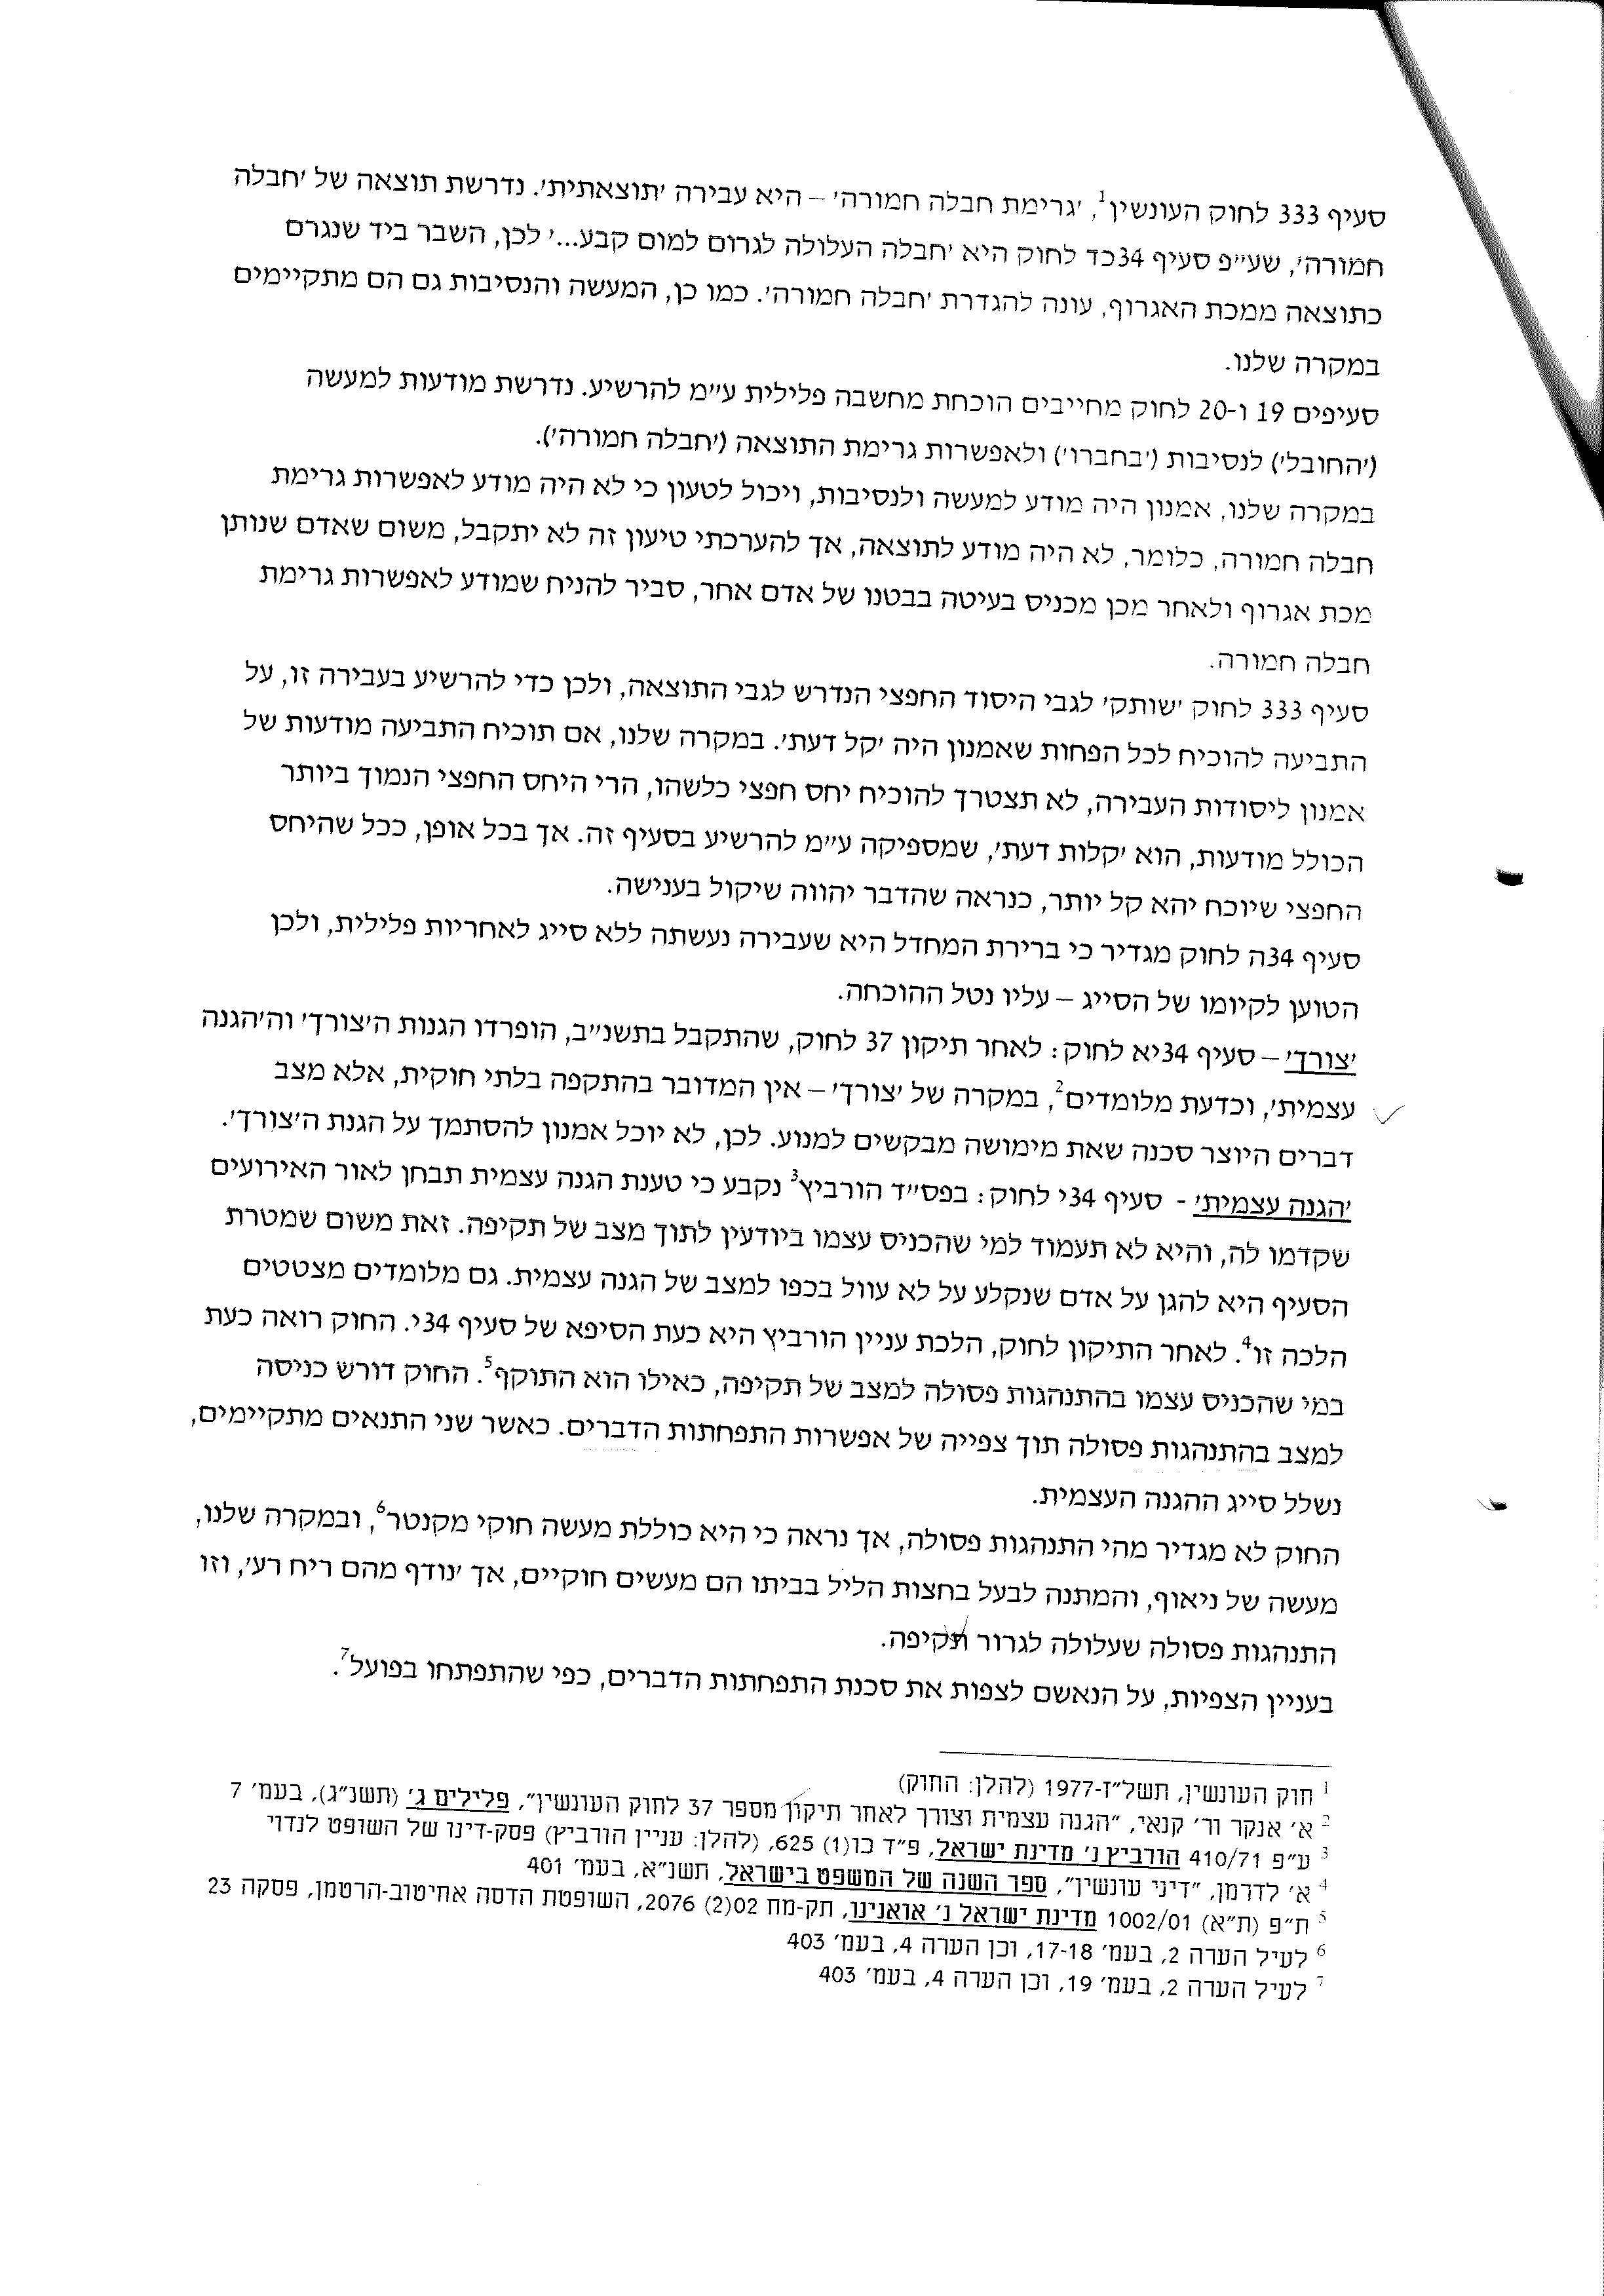 סעיף 333 לחוק העונשין1, 'גרימת חבלה חמורה' – היא עבירה 'תוצאתית'. נדרשת תוצאה של 'חבלה
חמורה', שע"פ סעיף 34כד לחוק היא 'חבלה העלולה לגרום למום קבע...' לכן, השבר ביד שנגרם
כתוצאה ממכת האגרוף, עונה להגדרת 'חבלה חמורה'. כמו כן, המעשה והנסיבות גם הם מתקיימים
במקרה שלנו.
סעיפים 19 ו-20 לחוק מחייבים הוכחת מחשבה פלילית ע"מ להרשיע. נדרשת מודעות למעשה
('החובל') לנסיבות ('בחברו') ולאפשרות גרימת התוצאה ('חבלה חמורה').
במקרה שלנו, אמנון היה מודע למעשה ולנסיבות, ויכול לטעון כי לא היה מודע לאפשרות גרימת
חבלה חמורה, כלומר, לא היה מודע לתוצאה, אך להערכתי טיעון זה לא יתקבל, משום שאדם שנותן
מכת אגרוף ולאחר מכן מכניס בעיטה בבטנו של אדם אחר, סביר להניח שמודע לאפשרות גרימת
חבלה חמורה.
סעיף 333 לחוק 'שותק' לגבי היסוד החפצי הנדרש לגבי התוצאה, ולכן כדי להרשיע בעבירה זו, על
התביעה להוכיח לכל הפחות שאמנון היה 'קל דעת'. במקרה שלנו, אם תוכיח התביעה מודעות של
אמנון ליסודות העבירה, לא תצטרך להוכיח יחס חפצי כלשהו, הרי היחס החפצי הנמוך ביותר
הכולל מודעות, הוא 'קלות דעת', שמספיקה ע"מ להרשיע בסעיף זה. אך בכל אופן, ככל שהיחס
החפצי שיוכח יהא קל יותר, כנראה שהדבר יהווה שיקול בענישה.
סעיף 34ה לחוק מגדיר כי ברירת המחדל היא שעבירה נעשתה ללא סייג לאחריות פלילית, ולכן
הטוען לקיומו של הסייג – עליו נטל ההוכחה.
'צורך' – סעיף 34יא לחוק: לאחר תיקון 37 לחוק, שהתקבל בתשנ"ב, הופרדו הגנות ה'צורך' וה'הגנה
עצמית', וכדעת מלומדים2, במקרה של 'צורך' – אין המדובר בהתקפה בלתי חוקית, אלא מצב
דברים היוצר סכנה שאת מימושה מבקשים למנוע. לכן, לא יוכל אמנון להסתמך על הגנת ה'צורך'.
'הגנה עצמית' - סעיף 34י לחוק: בפס"ד הורביץ3 נקבע כי טענת הגנה עצמית תבחן לאור האירועים
שקדמו לה, והיא לא תעמוד למי שהכניס עצמו ביודעין לתוך מצב של תקיפה. זאת משום שמטרת
הסעיף היא להגן על אדם שנקלע על לא עוול בכפו למצב של הגנה עצמית. גם מלומדים מצטטים
הלכה זו4. לאחר התיקון לחוק, הלכת עניין הורביץ היא כעת הסיפא של סעיף 34י. החוק רואה כעת
במי שהכניס עצמו בהתנהגות פסולה למצב של תקיפה, כאילו הוא התוקף5. החוק דורש כניסה
למצב בהתנהגות פסולה תוך צפייה של אפשרות התפתחות הדברים. כאשר שני התנאים מתקיימים,
נשלל סייג ההגנה העצמית.
החוק לא מגדיר מהי התנהגות פסולה, אך נראה כי היא כוללת מעשה חוקי מקנטר6, ובמקרה שלנו,
מעשה של ניאוף, והמתנה לבעל בחצות הליל בביתו הם מעשים חוקיים, אך 'נודף מהם ריח רע', וזו
התנהגות פסולה שעלולה לגרור תקיפה.
בעניין הצפיות, על הנאשם לצפות את סכנת התפתחות הדברים, כפי שהתפתחו בפועל7.
1 חוק העונשין, תשל"ז-1977 (להלן: החוק)
2 א' אנקר ור' קנאי, "הגנה עצמית וצורך לאחר תיקון מספר 37 לחוק העונשין", פלילים ג' (תשנ"ג), בעמ' 7
3 ע"פ 410/71 הורביץ נ' מדינת ישראל, פ"ד כו(1) 625, (להלן: עניין הורביץ) פסק-דינו של השופט לנדוי
4 א' לדרמן, "דיני עונשין", ספר השנה של המשפט בישראל, תשנ"א, בעמ' 401
5 ת"פ (ת"א) 1002/01 מדינת ישראל נ' אואנינו, תק-מח 02(2) 2076, השופטת הדסה אחיטוב-הרטמן, פסקה 23
6 לעיל הערה 2, בעמ' 17-18, וכן הערה 4, בעמ' 403
7 לעיל הערה 2, בעמ' 19, וכן הערה 4, בעמ' 403